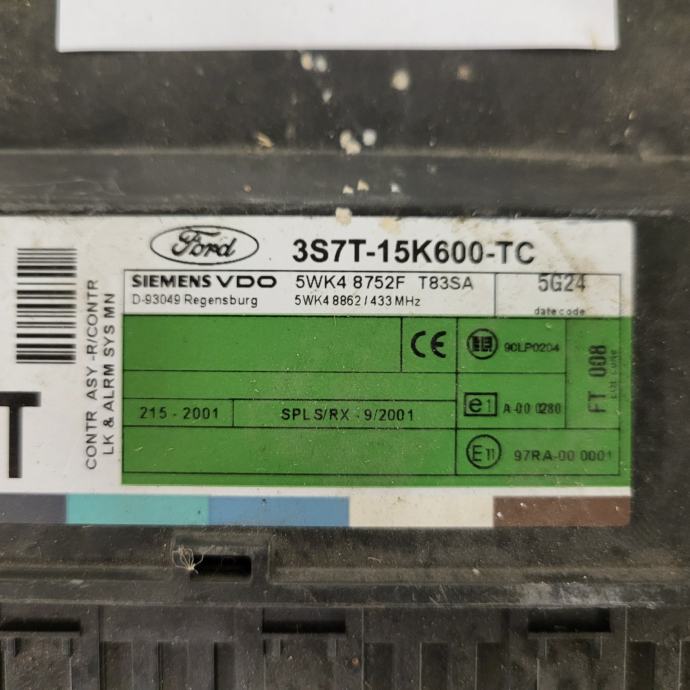 Ford
3S7T-15K600-TC
SIEMENS VDO
5WK4 8752F T83SA
5G24
D-93049 Regensburg
5WK4 8862 / 433 MHz
date code
CONTR ASY -R/CONTR
LK & ALRM SYS MN
T
CE
90LP0204
FT 008
215 - 2001
SPL S/RX - 9/2001
e1
A-00 0280
E11
97RA-00 0001